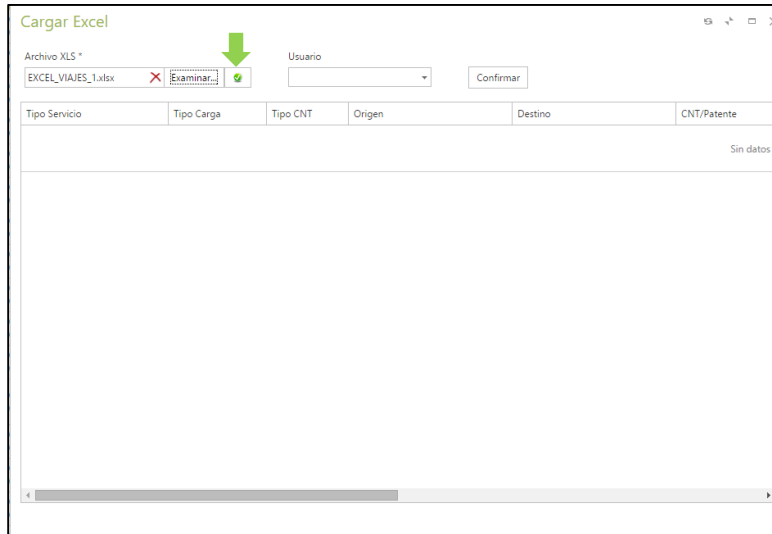 Cargar Excel
Archivo XLS *
Usuario
EXCEL_VIAJES_1.xlsx
Examinar...
Confirmar
Tipo Servicio
Tipo Carga
Tipo CNT
Origen
Destino
CNT/Patente
Sin datos